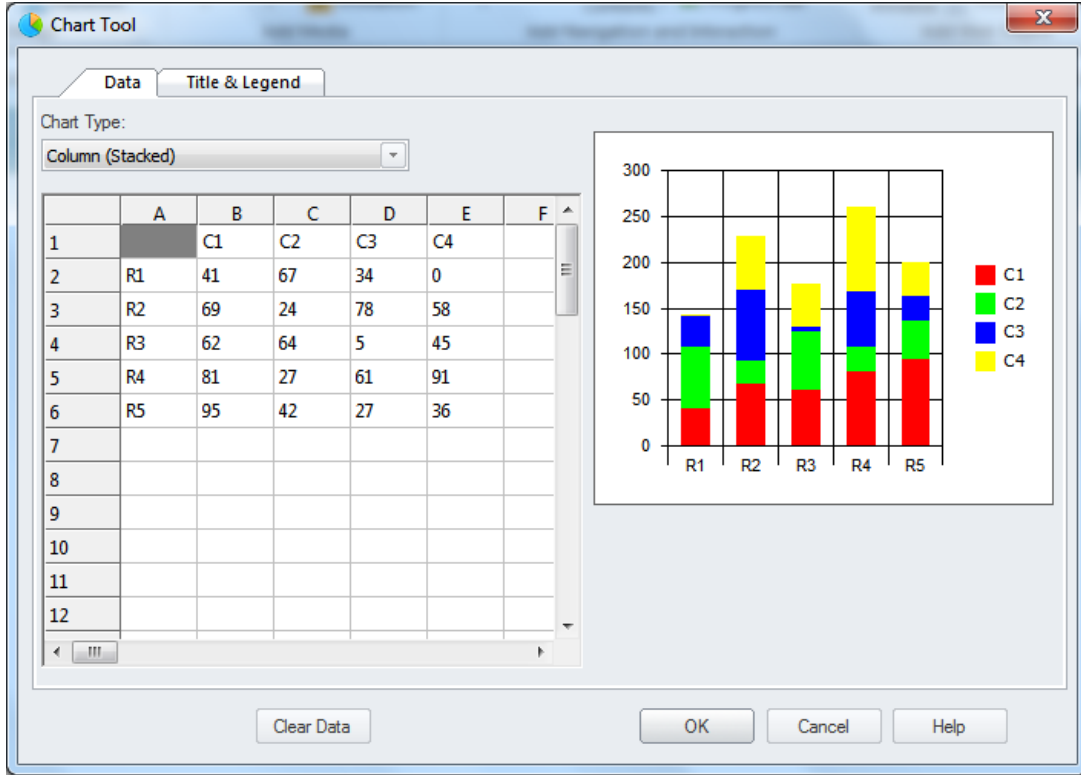 Chart Tool
Data Title & Legend
Chart Type:
Column (Stacked)
A B C D E F
1 C1 C2 C3 C4
2 R1 41 67 34 0
3 R2 69 24 78 58
4 R3 62 64 5 45
5 R4 81 27 61 91
6 R5 95 42 27 36
7
8
9
10
11
12
300
250
200
150
100
50
0
R1 R2 R3 R4 R5
C1
C2
C3
C4
Clear Data OK Cancel Help